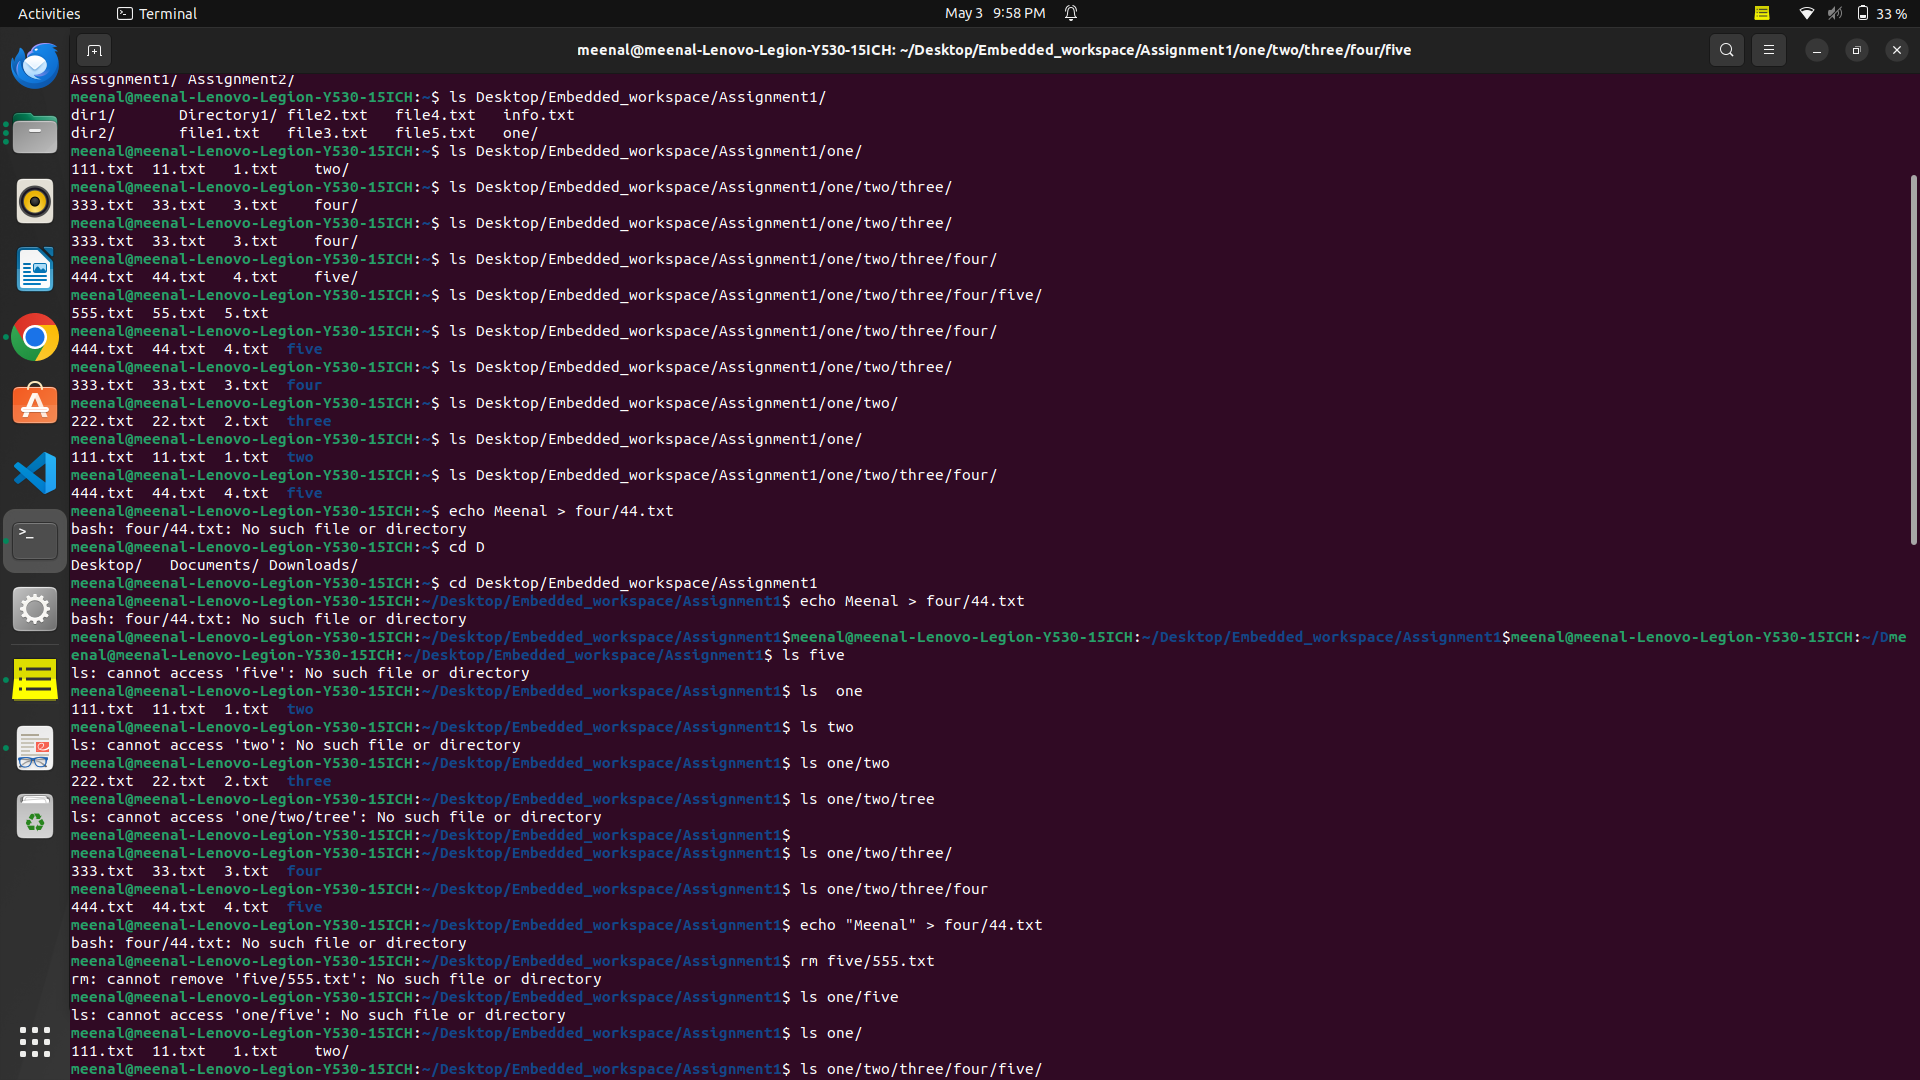 Activities Terminal May 3 9:58 PM 33 %
meenal@meenal-Lenovo-Legion-Y530-15ICH: ~/Desktop/Embedded_workspace/Assignment1/one/two/three/four/five
Assignment1/ Assignment2/
meenal@meenal-Lenovo-Legion-Y530-15ICH:~$ ls Desktop/Embedded_workspace/Assignment1/
dir1/       Directory1/ file2.txt   file4.txt   info.txt
dir2/       file1.txt   file3.txt   file5.txt   one/
meenal@meenal-Lenovo-Legion-Y530-15ICH:~$ ls Desktop/Embedded_workspace/Assignment1/one/
111.txt  11.txt   1.txt    two/
meenal@meenal-Lenovo-Legion-Y530-15ICH:~$ ls Desktop/Embedded_workspace/Assignment1/one/two/three/
333.txt  33.txt   3.txt    four/
meenal@meenal-Lenovo-Legion-Y530-15ICH:~$ ls Desktop/Embedded_workspace/Assignment1/one/two/three/
333.txt  33.txt   3.txt    four/
meenal@meenal-Lenovo-Legion-Y530-15ICH:~$ ls Desktop/Embedded_workspace/Assignment1/one/two/three/four/
444.txt  44.txt   4.txt    five/
meenal@meenal-Lenovo-Legion-Y530-15ICH:~$ ls Desktop/Embedded_workspace/Assignment1/one/two/three/four/five/
555.txt  55.txt  5.txt
meenal@meenal-Lenovo-Legion-Y530-15ICH:~$ ls Desktop/Embedded_workspace/Assignment1/one/two/three/four/
444.txt  44.txt  4.txt  five
meenal@meenal-Lenovo-Legion-Y530-15ICH:~$ ls Desktop/Embedded_workspace/Assignment1/one/two/three/
333.txt  33.txt  3.txt  four
meenal@meenal-Lenovo-Legion-Y530-15ICH:~$ ls Desktop/Embedded_workspace/Assignment1/one/two/
222.txt  22.txt  2.txt  three
meenal@meenal-Lenovo-Legion-Y530-15ICH:~$ ls Desktop/Embedded_workspace/Assignment1/one/
111.txt  11.txt  1.txt  two
meenal@meenal-Lenovo-Legion-Y530-15ICH:~$ ls Desktop/Embedded_workspace/Assignment1/one/two/three/four/
444.txt  44.txt  4.txt  five
meenal@meenal-Lenovo-Legion-Y530-15ICH:~$ echo Meenal > four/44.txt
bash: four/44.txt: No such file or directory
meenal@meenal-Lenovo-Legion-Y530-15ICH:~$ cd D
Desktop/   Documents/ Downloads/
meenal@meenal-Lenovo-Legion-Y530-15ICH:~$ cd Desktop/Embedded_workspace/Assignment1
meenal@meenal-Lenovo-Legion-Y530-15ICH:~/Desktop/Embedded_workspace/Assignment1$ echo Meenal > four/44.txt
bash: four/44.txt: No such file or directory
meenal@meenal-Lenovo-Legion-Y530-15ICH:~/Desktop/Embedded_workspace/Assignment1$meenal@meenal-Lenovo-Legion-Y530-15ICH:~/Desktop/Embedded_workspace/Assignment1$meenal@meenal-Lenovo-Legion-Y530-15ICH:~/Dme
enal@meenal-Lenovo-Legion-Y530-15ICH:~/Desktop/Embedded_workspace/Assignment1$ ls five
ls: cannot access 'five': No such file or directory
meenal@meenal-Lenovo-Legion-Y530-15ICH:~/Desktop/Embedded_workspace/Assignment1$ ls  one
111.txt  11.txt  1.txt  two
meenal@meenal-Lenovo-Legion-Y530-15ICH:~/Desktop/Embedded_workspace/Assignment1$ ls two
ls: cannot access 'two': No such file or directory
meenal@meenal-Lenovo-Legion-Y530-15ICH:~/Desktop/Embedded_workspace/Assignment1$ ls one/two
222.txt  22.txt  2.txt  three
meenal@meenal-Lenovo-Legion-Y530-15ICH:~/Desktop/Embedded_workspace/Assignment1$ ls one/two/tree
ls: cannot access 'one/two/tree': No such file or directory
meenal@meenal-Lenovo-Legion-Y530-15ICH:~/Desktop/Embedded_workspace/Assignment1$
meenal@meenal-Lenovo-Legion-Y530-15ICH:~/Desktop/Embedded_workspace/Assignment1$ ls one/two/three/
333.txt  33.txt  3.txt  four
meenal@meenal-Lenovo-Legion-Y530-15ICH:~/Desktop/Embedded_workspace/Assignment1$ ls one/two/three/four
444.txt  44.txt  4.txt  five
meenal@meenal-Lenovo-Legion-Y530-15ICH:~/Desktop/Embedded_workspace/Assignment1$ echo "Meenal" > four/44.txt
bash: four/44.txt: No such file or directory
meenal@meenal-Lenovo-Legion-Y530-15ICH:~/Desktop/Embedded_workspace/Assignment1$ rm five/555.txt
rm: cannot remove 'five/555.txt': No such file or directory
meenal@meenal-Lenovo-Legion-Y530-15ICH:~/Desktop/Embedded_workspace/Assignment1$ ls one/five
ls: cannot access 'one/five': No such file or directory
meenal@meenal-Lenovo-Legion-Y530-15ICH:~/Desktop/Embedded_workspace/Assignment1$ ls one/
111.txt  11.txt   1.txt    two/
meenal@meenal-Lenovo-Legion-Y530-15ICH:~/Desktop/Embedded_workspace/Assignment1$ ls one/two/three/four/five/